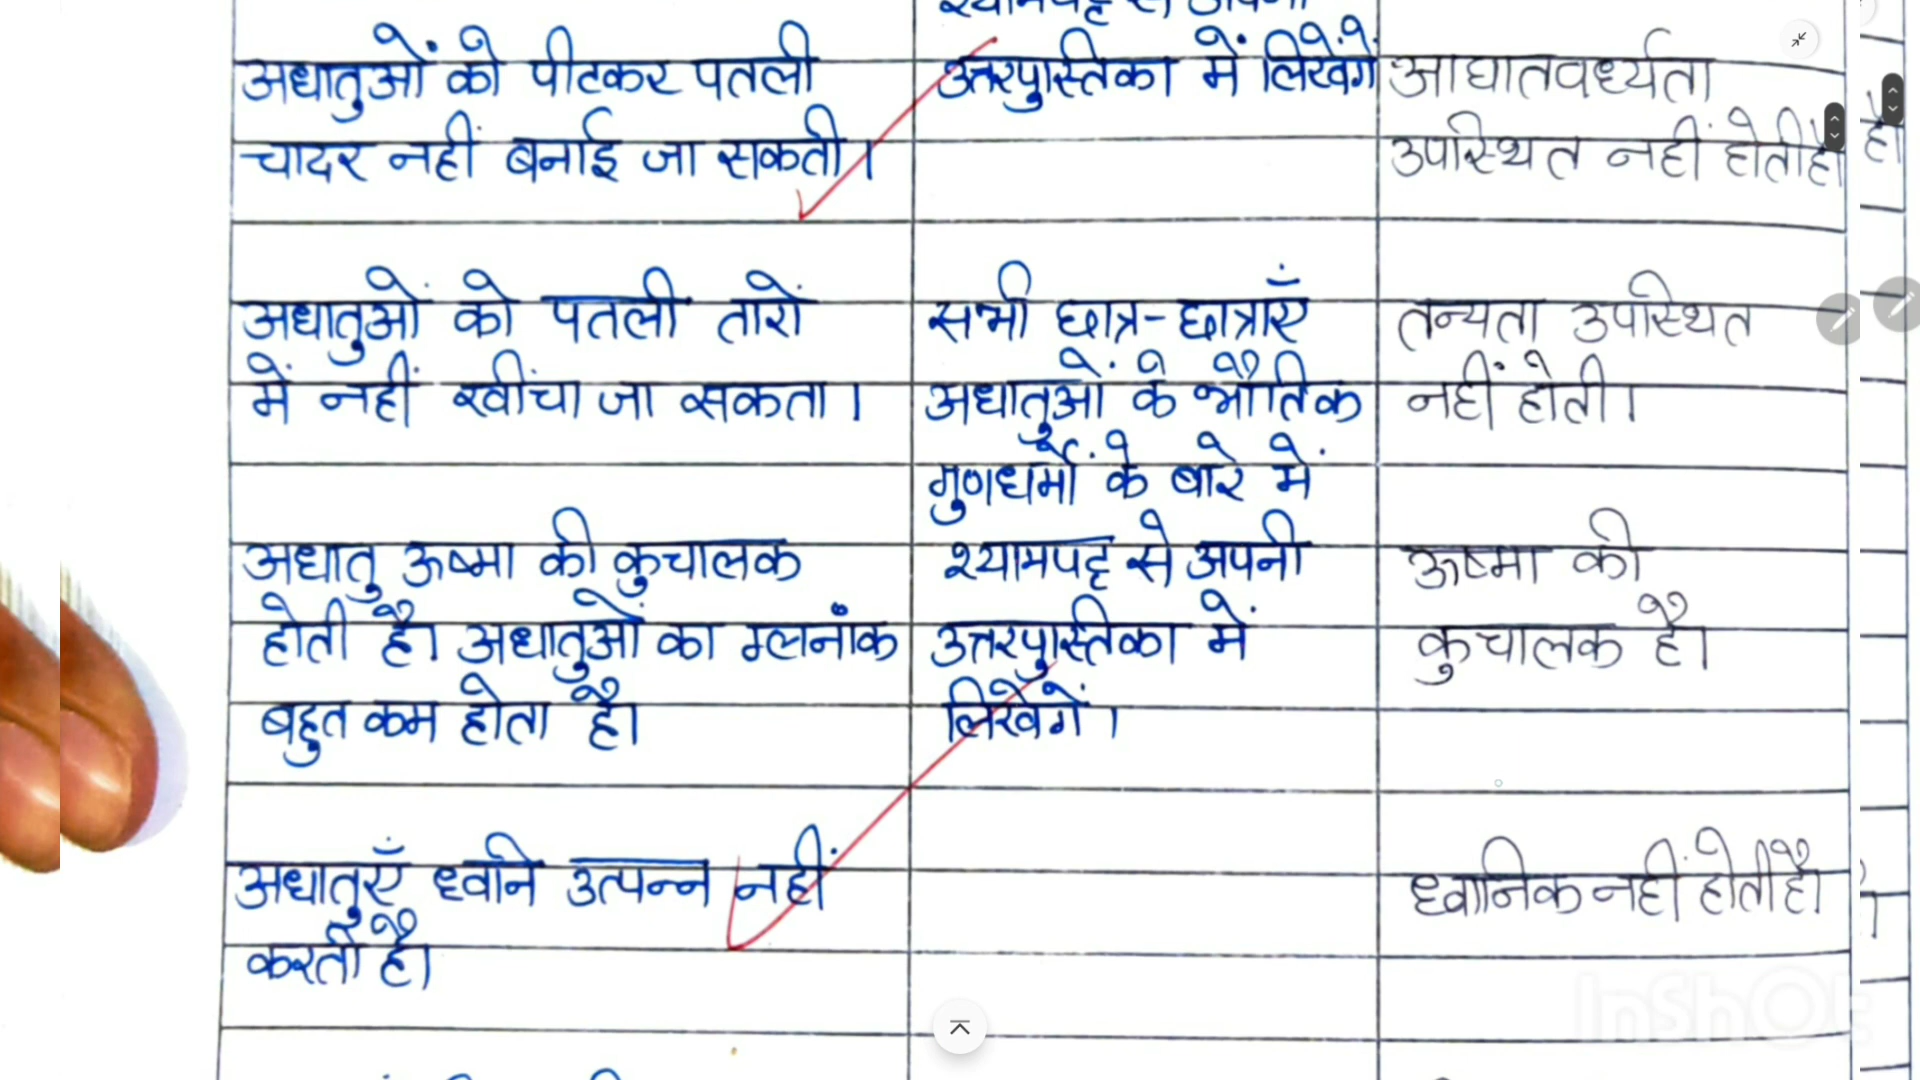 अधातुओं को पीटकर पतली
चादर नहीं बनाई जा सकती।
अधातुओं को पतली तारों
में नहीं खींचा जा सकता।
अधातु ऊष्मा की कुचालक
होती है। अधातुओं का ग्लनांक
बहुत कम होता है।
अधातुएँ ध्वनि उत्पन्न नहीं
करती है।
उत्तरपुस्तिका में लिखेंगे
सभी छात्र-छात्राएँ
अधातुओं के भौतिक
गुणधर्मों के बारे में
श्यामपट्ट से अपनी
उत्तरपुस्तिका में
लिखेगें।
आघातवर्ध्यता
उपस्थित नहीं होती है।
तन्यता उपस्थित
नहीं होती।
ऊष्मा की
कुचालक है।
ध्वानिक नहीं होती है।
InShOt